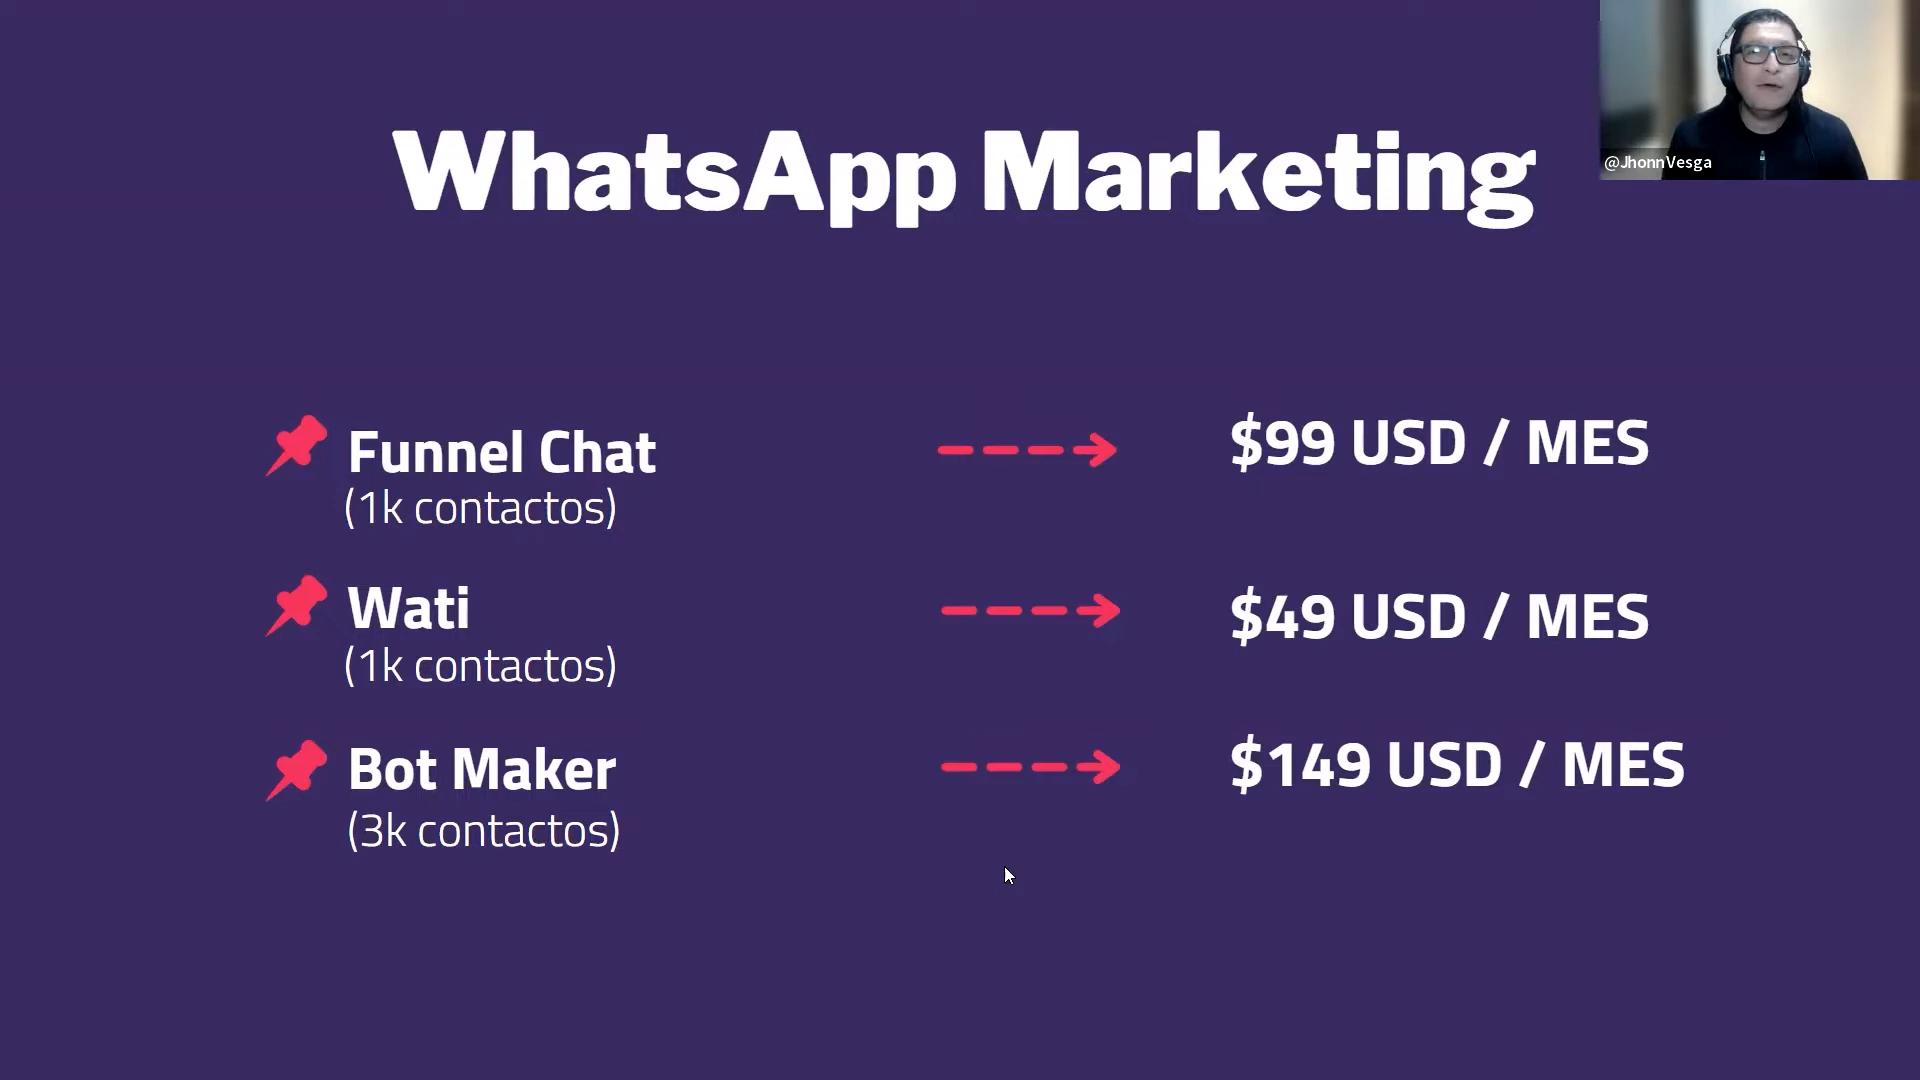 WhatsApp Marketing
@JhonnVesga
Funnel Chat
(1k contactos)
$99 USD / MES
Wati
(1k contactos)
$49 USD / MES
Bot Maker
(3k contactos)
$149 USD / MES